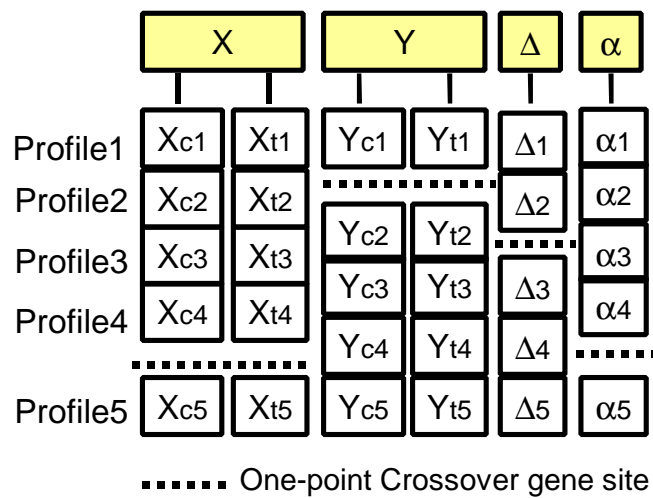 X Y Δ α
Profile1 Xc1 Xt1 Yc1 Yt1 Δ1 α1
Profile2 Xc2 Xt2 Yc2 Yt2 Δ2 α2
Profile3 Xc3 Xt3 Yc3 Yt3 Δ3 α3
Profile4 Xc4 Xt4 Yc4 Yt4 Δ4 α4
Profile5 Xc5 Xt5 Yc5 Yt5 Δ5 α5
One-point Crossover gene site